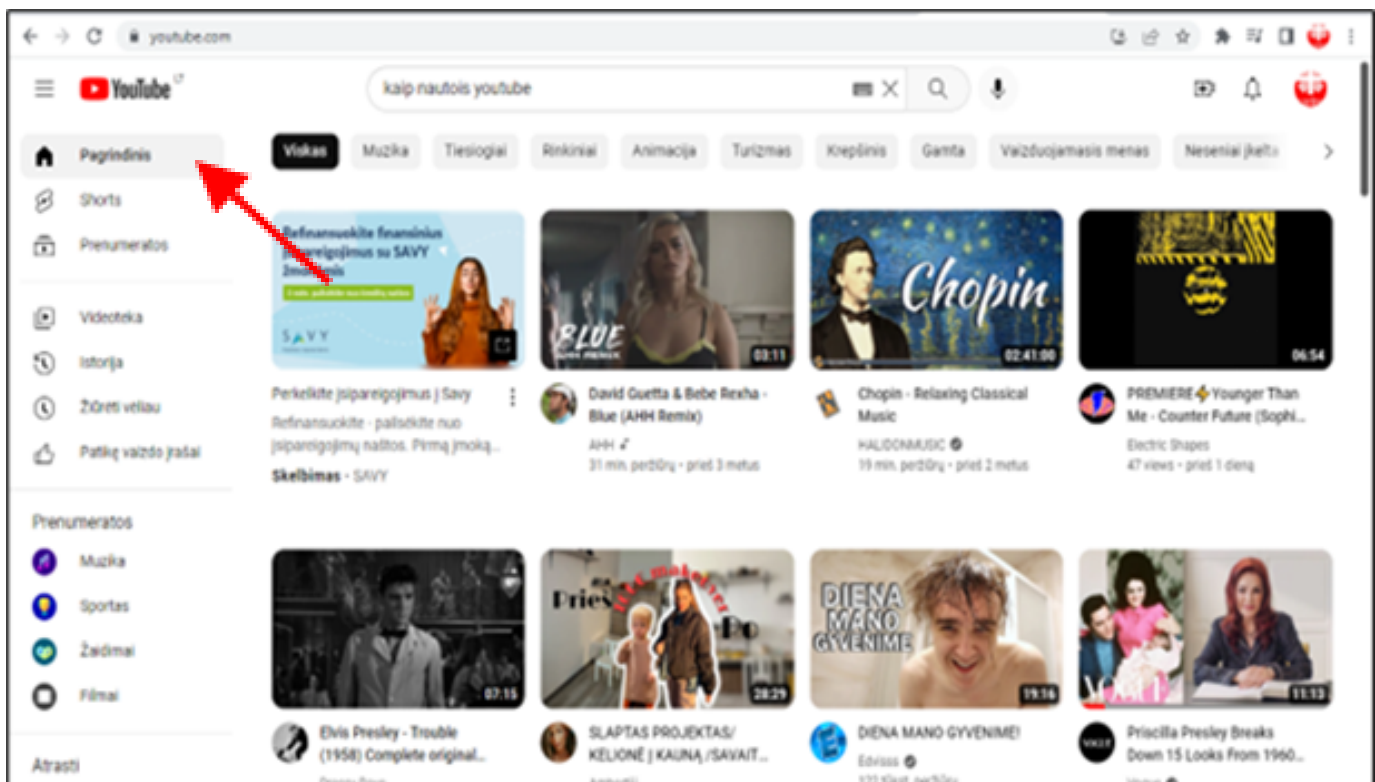 youtube.com
YouTube LT
kaip nautois youtube
Pagrindinis
Shorts
Prenumeratos
Videoteka
Istorija
Žiūrėti vėliau
Patikę vaizdo įrašai
Prenumeratos
Muzika
Sportas
Žaidimai
Filmai
Atrasti
Viskas Muzika Tiesiogiai Rinkiniai Animacija Turizmas Krepšinis Gamta Vaizduojamasis menas Neseniai įkelta
Refinansuokite finansinius
įsipareigojimus su SAVY
SAVY
Perkelkite įsipareigojimus į Savy
Refinansuokite - palisėkite nuo
įsipareigojimų naštos. Pirmą įmoką...
Skelbimas - SAVY
BLUE
AHH REMIX
03:11
David Guetta & Bebe Rexha -
Blue (AHH Remix)
AHH
31 mln. peržiūrų • prieš 3 metus
Chopin
02:41:00
Chopin - Relaxing Classical
Music
HALIDONMUSIC
19 mln. peržiūrų • prieš 2 metus
06:54
PREMIERE⚡Younger Than
Me - Counter Future (Sophi...
Electric Shapes
47 views • prieš 1 dieną
07:15
Elvis Presley - Trouble
(1958) Complete original...
Prieš
makeover
Po
28:29
SLAPTAS PROJEKTAS/
KELIONĖ Į KAUNĄ /SAVAIT...
DIENA
MANO
GYVENIME
19:16
DIENA MANO GYVENIME!
Edvisss
11:13
VOGUE
Priscilla Presley Breaks
Down 15 Looks From 1960...
Vogue